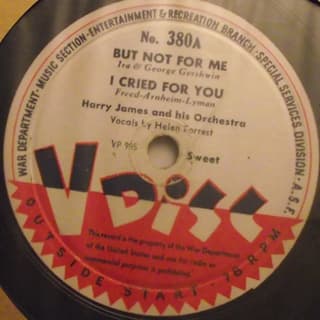 WAR DEPARTMENT-MUSIC SECTION-ENTERTAINMENT & RECREATION BRANCH-SPECIAL SERVICES DIVISION-A.S.F.
No. 380A
BUT NOT FOR ME
Ira & George Gershwin
I CRIED FOR YOU
Freed-Arnheim-Lyman
Harry James and his Orchestra
Vocals by Helen Forrest
VP 965
Sweet
V Disc
This record is the property of the War Department
of the United States and use for radio or
commercial purposes is prohibited.
OUTSIDE START-78 RPM